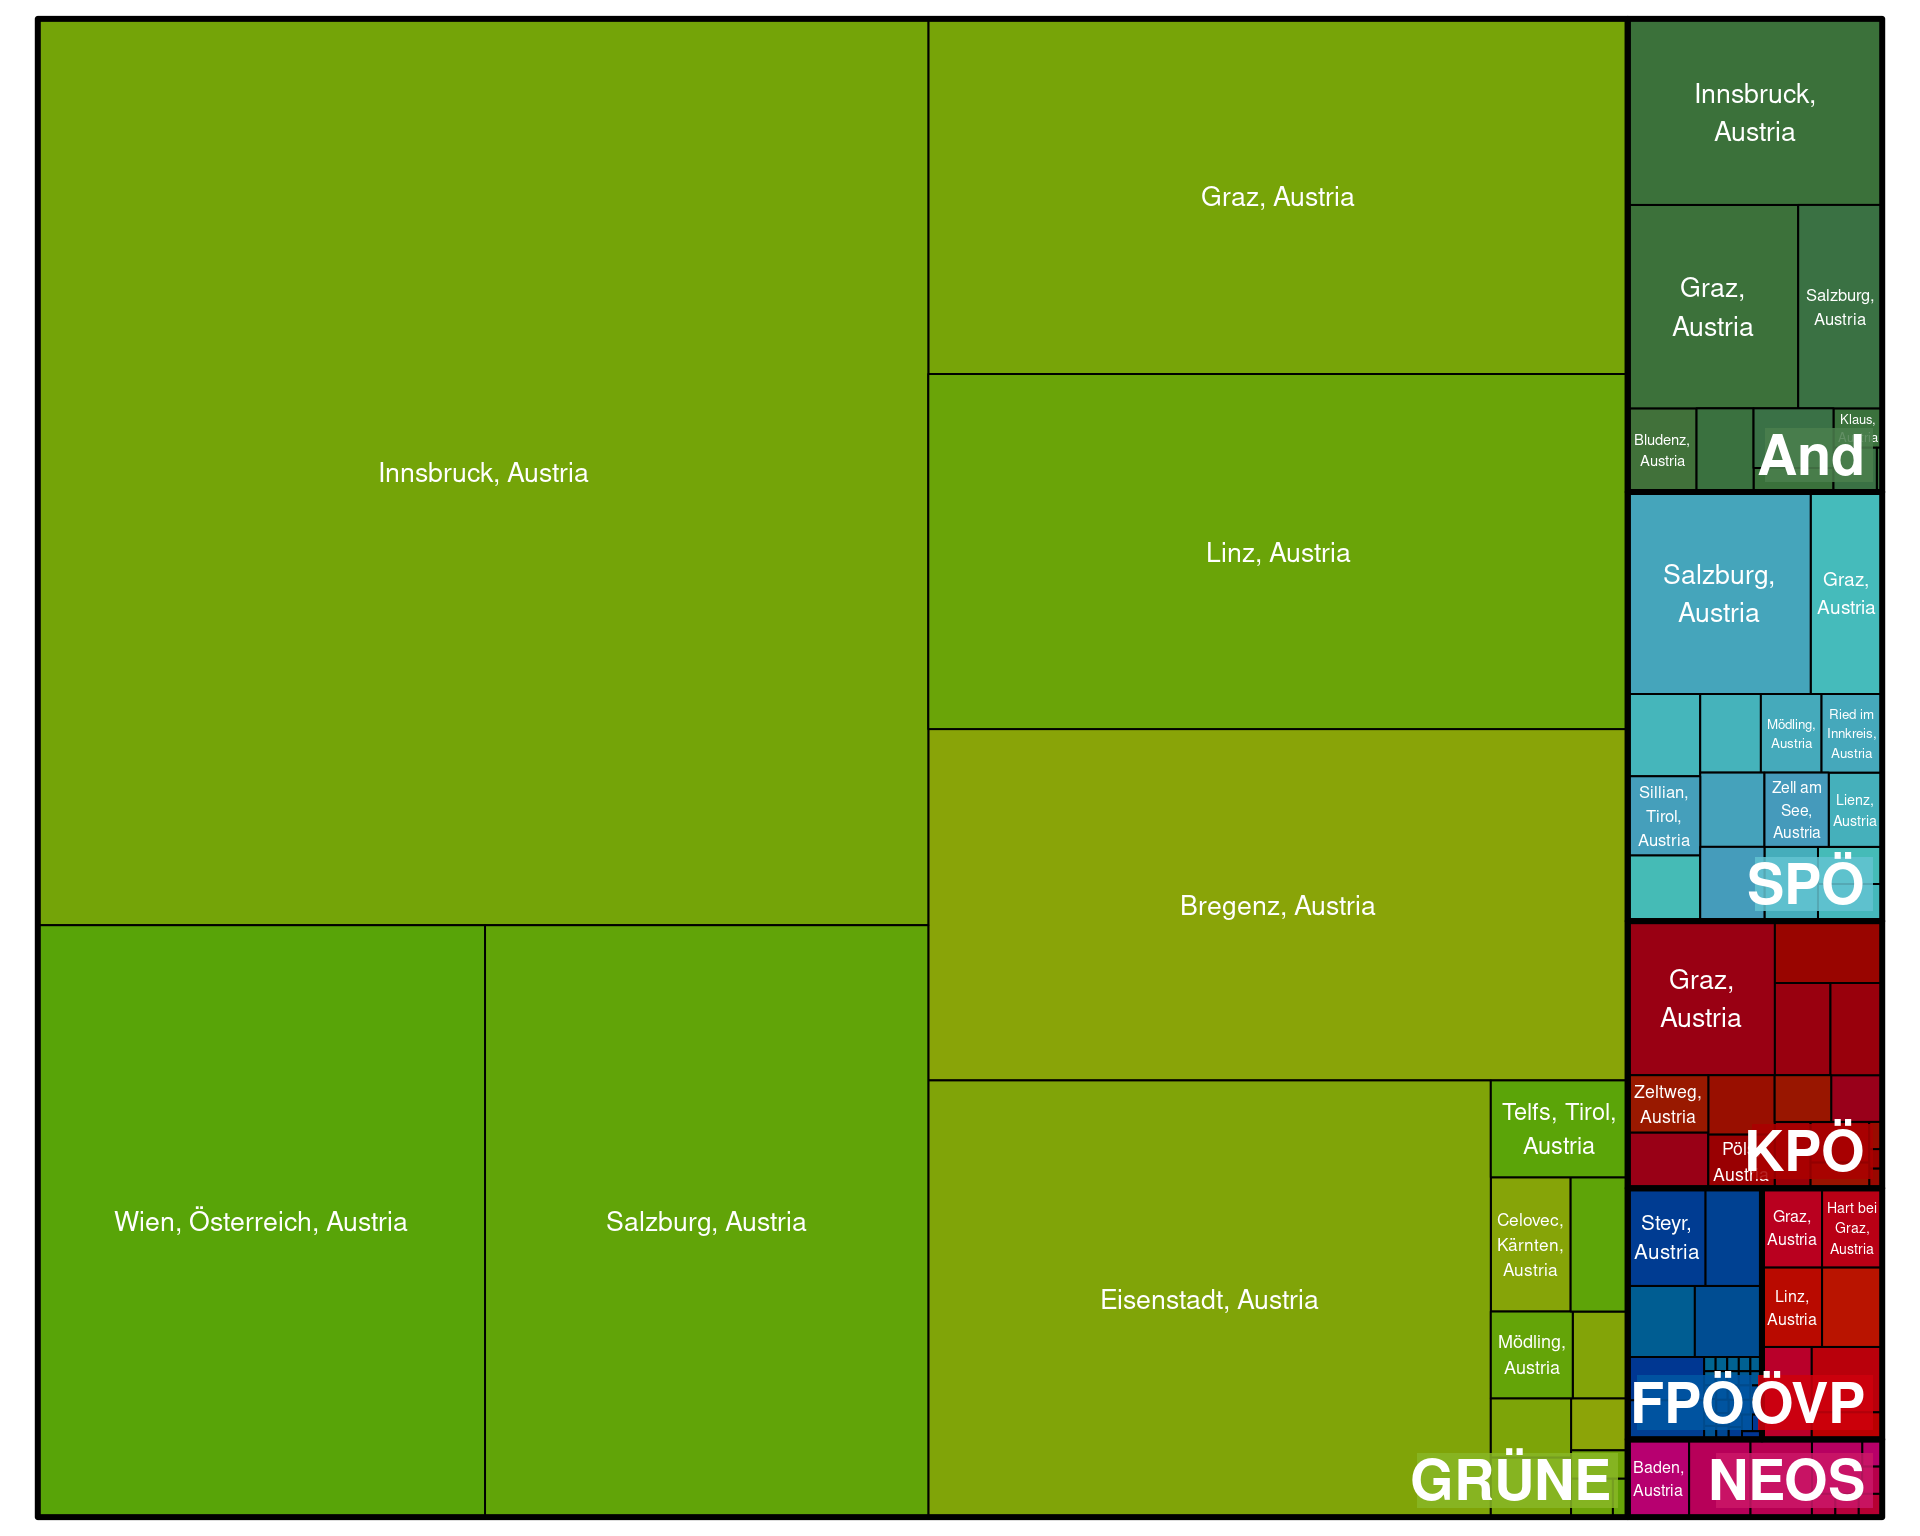 Innsbruck, Austria
Wien, Österreich, Austria
Salzburg, Austria
Graz, Austria
Linz, Austria
Bregenz, Austria
Eisenstadt, Austria
Telfs, Tirol,
Austria
Celovec,
Kärnten,
Austria
Mödling,
Austria
GRÜNE
Innsbruck,
Austria
Graz,
Austria
Salzburg,
Austria
Bludenz,
Austria
Klaus,
And
Salzburg,
Austria
Graz,
Austria
Mödling,
Austria
Ried im
Innkreis,
Austria
Sillian,
Tirol,
Austria
Zell am
See,
Austria
Lienz,
Austria
SPÖ
Graz,
Austria
Zeltweg,
Austria
Austria
KPÖ
Steyr,
Austria
FPÖ
Graz,
Austria
Hart bei
Graz,
Austria
Linz,
Austria
ÖVP
Baden,
Austria
NEOS